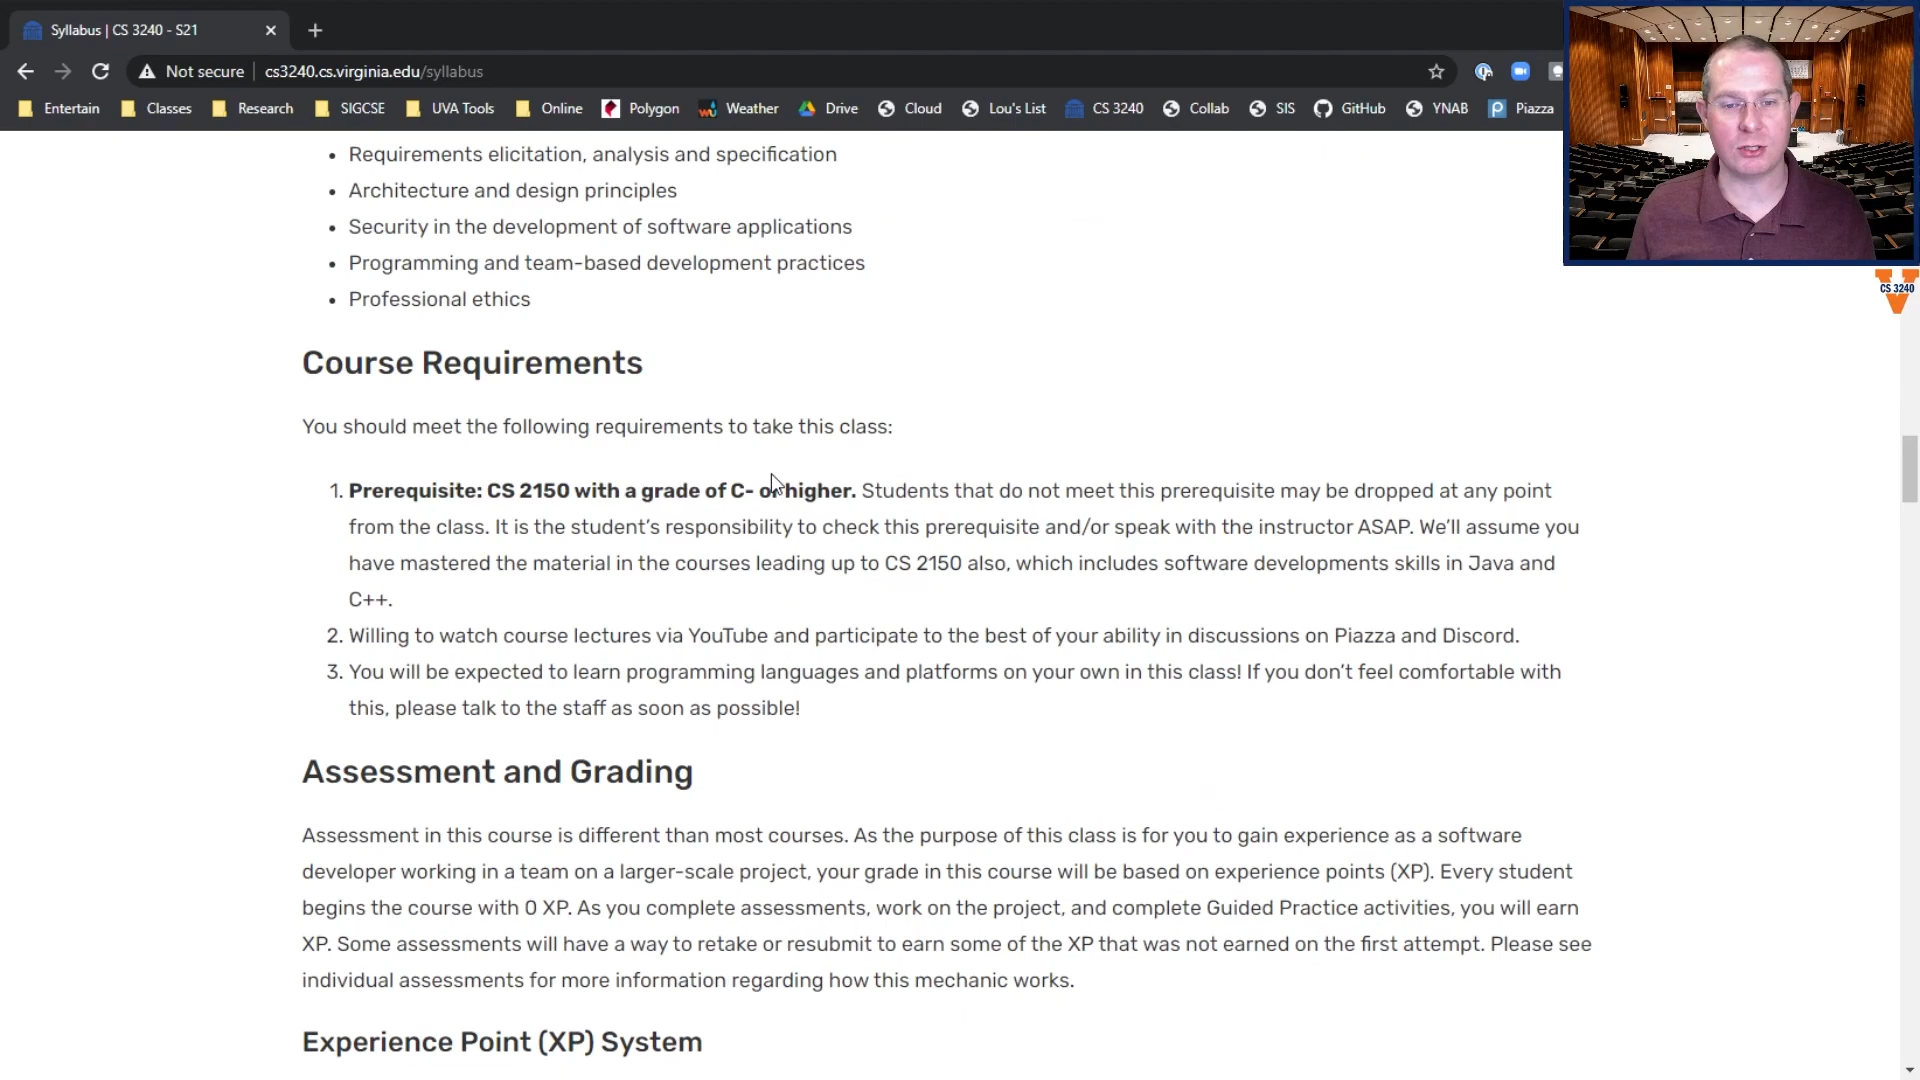 Syllabus | CS 3240 - S21
Not secure cs3240.cs.virginia.edu/syllabus
Entertain Classes Research SIGCSE UVA Tools Online Polygon Weather Drive Cloud Lou's List CS 3240 Collab SIS GitHub YNAB Piazza
CS 3240
• Requirements elicitation, analysis and specification
• Architecture and design principles
• Security in the development of software applications
• Programming and team-based development practices
• Professional ethics
Course Requirements
You should meet the following requirements to take this class:
1. Prerequisite: CS 2150 with a grade of C- or higher. Students that do not meet this prerequisite may be dropped at any point
from the class. It is the student's responsibility to check this prerequisite and/or speak with the instructor ASAP. We'll assume you
have mastered the material in the courses leading up to CS 2150 also, which includes software developments skills in Java and
C++.
2. Willing to watch course lectures via YouTube and participate to the best of your ability in discussions on Piazza and Discord.
3. You will be expected to learn programming languages and platforms on your own in this class! If you don't feel comfortable with
this, please talk to the staff as soon as possible!
Assessment and Grading
Assessment in this course is different than most courses. As the purpose of this class is for you to gain experience as a software
developer working in a team on a larger-scale project, your grade in this course will be based on experience points (XP). Every student
begins the course with 0 XP. As you complete assessments, work on the project, and complete Guided Practice activities, you will earn
XP. Some assessments will have a way to retake or resubmit to earn some of the XP that was not earned on the first attempt. Please see
individual assessments for more information regarding how this mechanic works.
Experience Point (XP) System